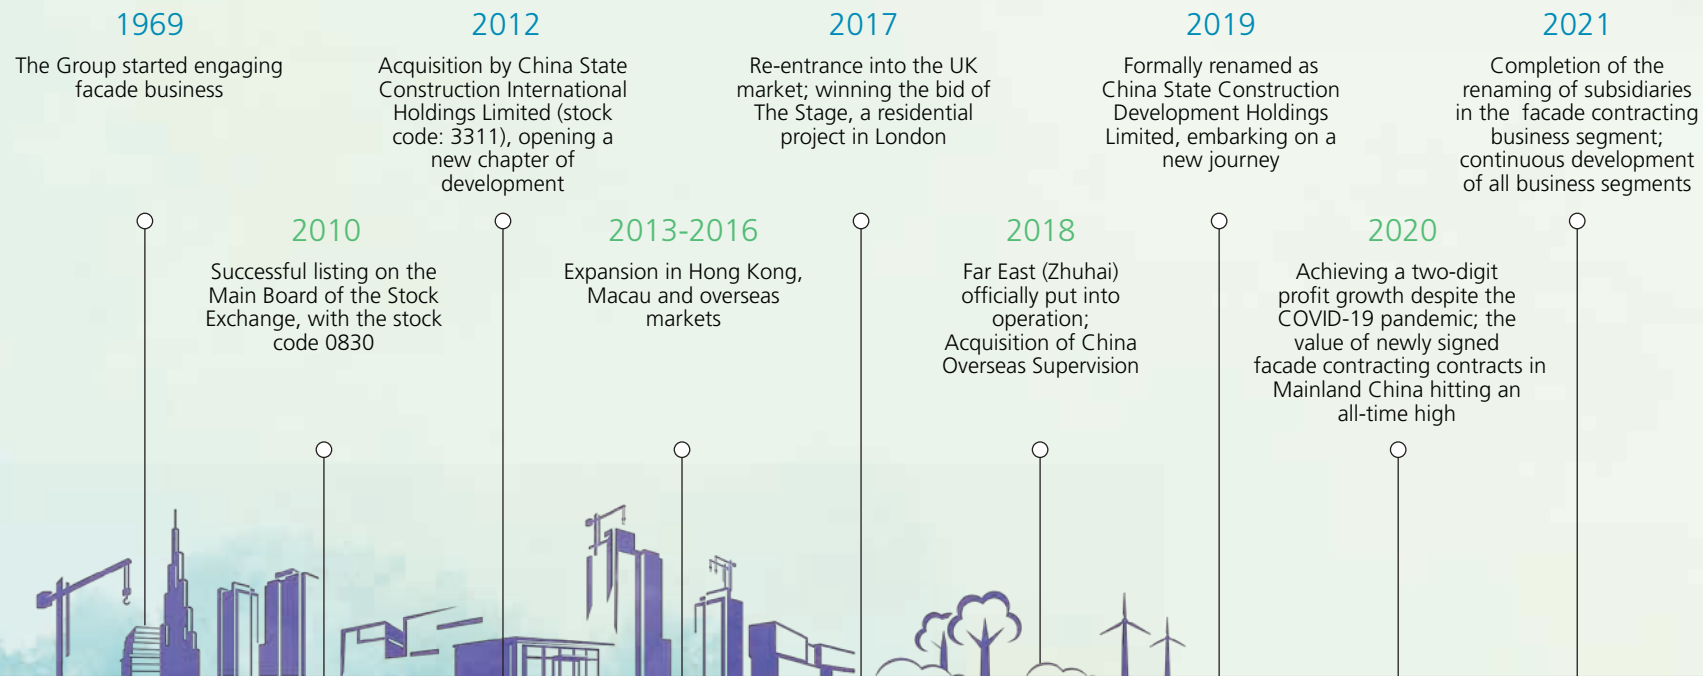 1969
The Group started engaging
facade business
2010
Successful listing on the
Main Board of the Stock
Exchange, with the stock
code 0830
2012
Acquisition by China State
Construction International
Holdings Limited (stock
code: 3311), opening a
new chapter of
development
2013-2016
Expansion in Hong Kong,
Macau and overseas
markets
2017
Re-entrance into the UK
market; winning the bid of
The Stage, a residential
project in London
2018
Far East (Zhuhai)
officially put into
operation;
Acquisition of China
Overseas Supervision
2019
Formally renamed as
China State Construction
Development Holdings
Limited, embarking on a
new journey
2020
Achieving a two-digit
profit growth despite the
COVID-19 pandemic; the
value of newly signed
facade contracting contracts in
Mainland China hitting an
all-time high
2021
Completion of the
renaming of subsidiaries
in the facade contracting
business segment;
continuous development
of all business segments